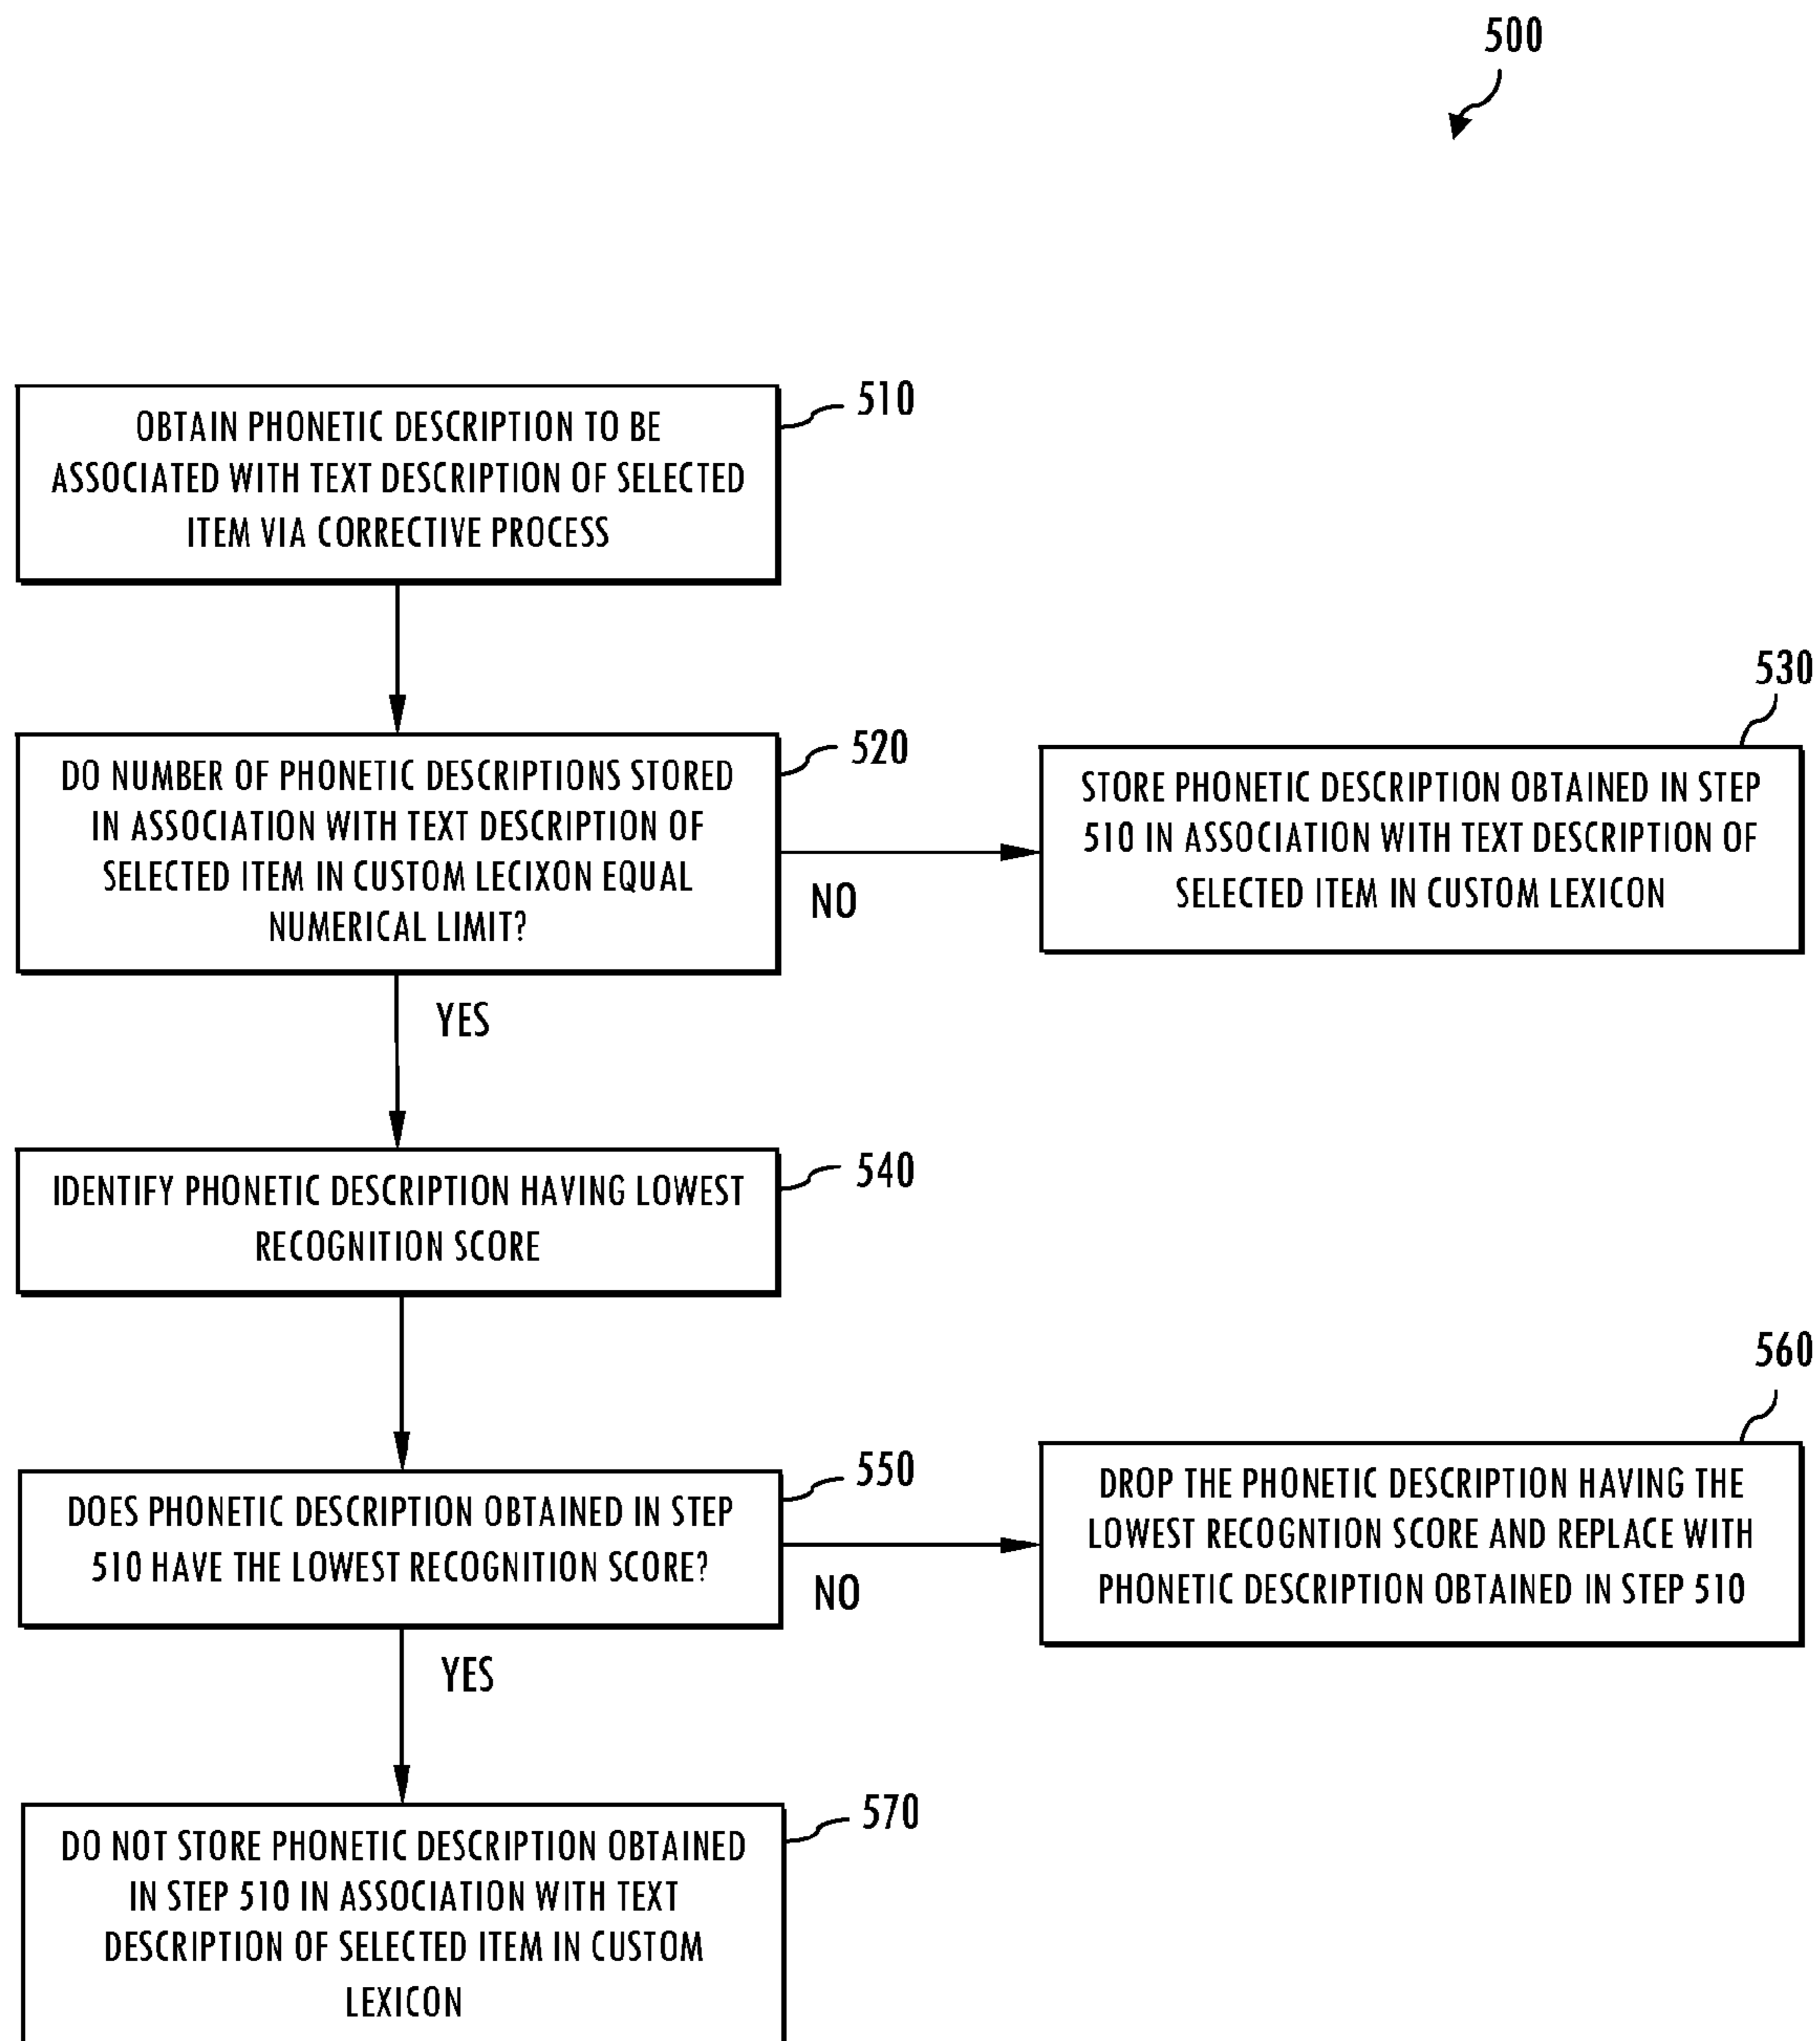 500
OBTAIN PHONETIC DESCRIPTION TO BE
ASSOCIATED WITH TEXT DESCRIPTION OF SELECTED
ITEM VIA CORRECTIVE PROCESS
510
DO NUMBER OF PHONETIC DESCRIPTIONS STORED
IN ASSOCIATION WITH TEXT DESCRIPTION OF
SELECTED ITEM IN CUSTOM LECIXON EQUAL
NUMERICAL LIMIT?
520
NO
530
STORE PHONETIC DESCRIPTION OBTAINED IN STEP
510 IN ASSOCIATION WITH TEXT DESCRIPTION OF
SELECTED ITEM IN CUSTOM LEXICON
YES
IDENTIFY PHONETIC DESCRIPTION HAVING LOWEST
RECOGNITION SCORE
540
DOES PHONETIC DESCRIPTION OBTAINED IN STEP
510 HAVE THE LOWEST RECOGNITION SCORE?
550
NO
560
DROP THE PHONETIC DESCRIPTION HAVING THE
LOWEST RECOGNTION SCORE AND REPLACE WITH
PHONETIC DESCRIPTION OBTAINED IN STEP 510
YES
DO NOT STORE PHONETIC DESCRIPTION OBTAINED
IN STEP 510 IN ASSOCIATION WITH TEXT
DESCRIPTION OF SELECTED ITEM IN CUSTOM
LEXICON
570